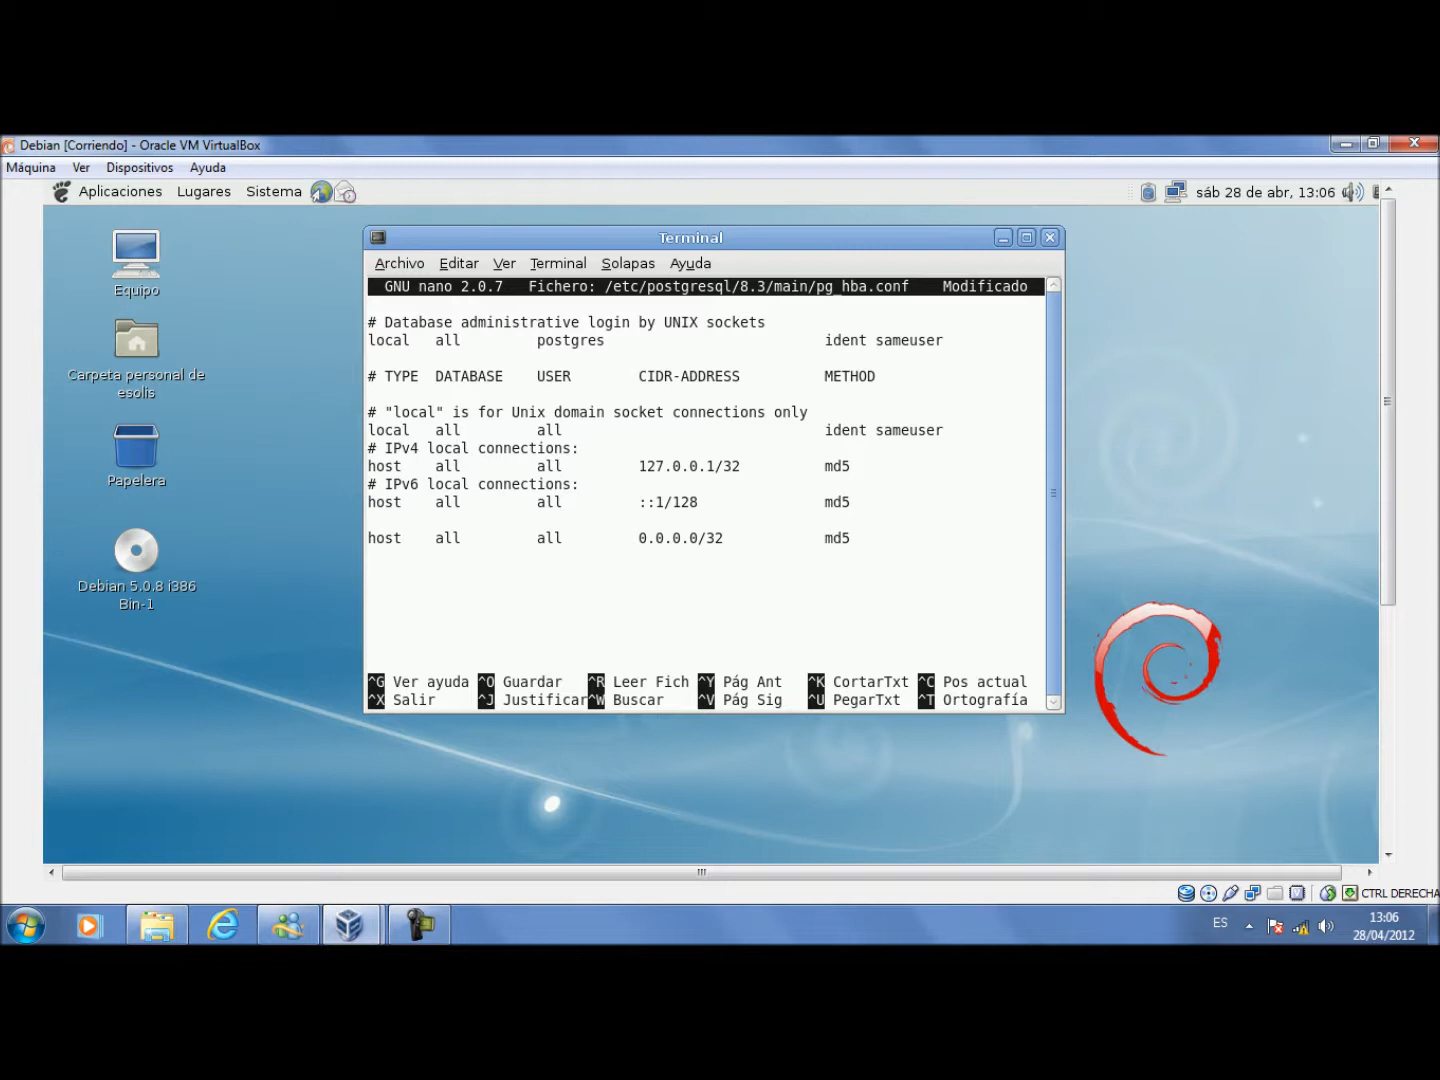 Debian [Corriendo] - Oracle VM VirtualBox
Máquina Ver Dispositivos Ayuda
Aplicaciones Lugares Sistema sáb 28 de abr, 13:06
Terminal
Archivo Editar Ver Terminal Solapas Ayuda
GNU nano 2.0.7 Fichero: /etc/postgresql/8.3/main/pg_hba.conf Modificado
# Database administrative login by UNIX sockets
local all postgres ident sameuser
# TYPE DATABASE USER CIDR-ADDRESS METHOD
# "local" is for Unix domain socket connections only
local all all ident sameuser
# IPv4 local connections:
host all all 127.0.0.1/32 md5
# IPv6 local connections:
host all all ::1/128 md5
host all all 0.0.0.0/32 md5
^G Ver ayuda ^O Guardar ^R Leer Fich ^Y Pág Ant ^K CortarTxt ^C Pos actual
^X Salir ^J Justificar ^W Buscar ^V Pág Sig ^U PegarTxt ^T Ortografía
Equipo
Carpeta personal de
esolis
Papelera
Debian 5.0.8 i386
Bin-1
CTRL DERECHA
ES
13:06
28/04/2012